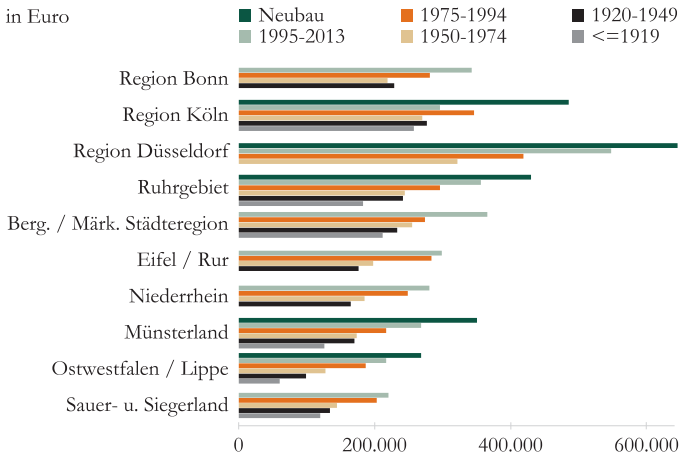 in Euro
Neubau 1975-1994 1920-1949
1995-2013 1950-1974 <=1919
Region Bonn
Region Köln
Region Düsseldorf
Ruhrgebiet
Berg. / Märk. Städteregion
Eifel / Rur
Niederrhein
Münsterland
Ostwestfalen / Lippe
Sauer- u. Siegerland
0 200.000 400.000 600.000